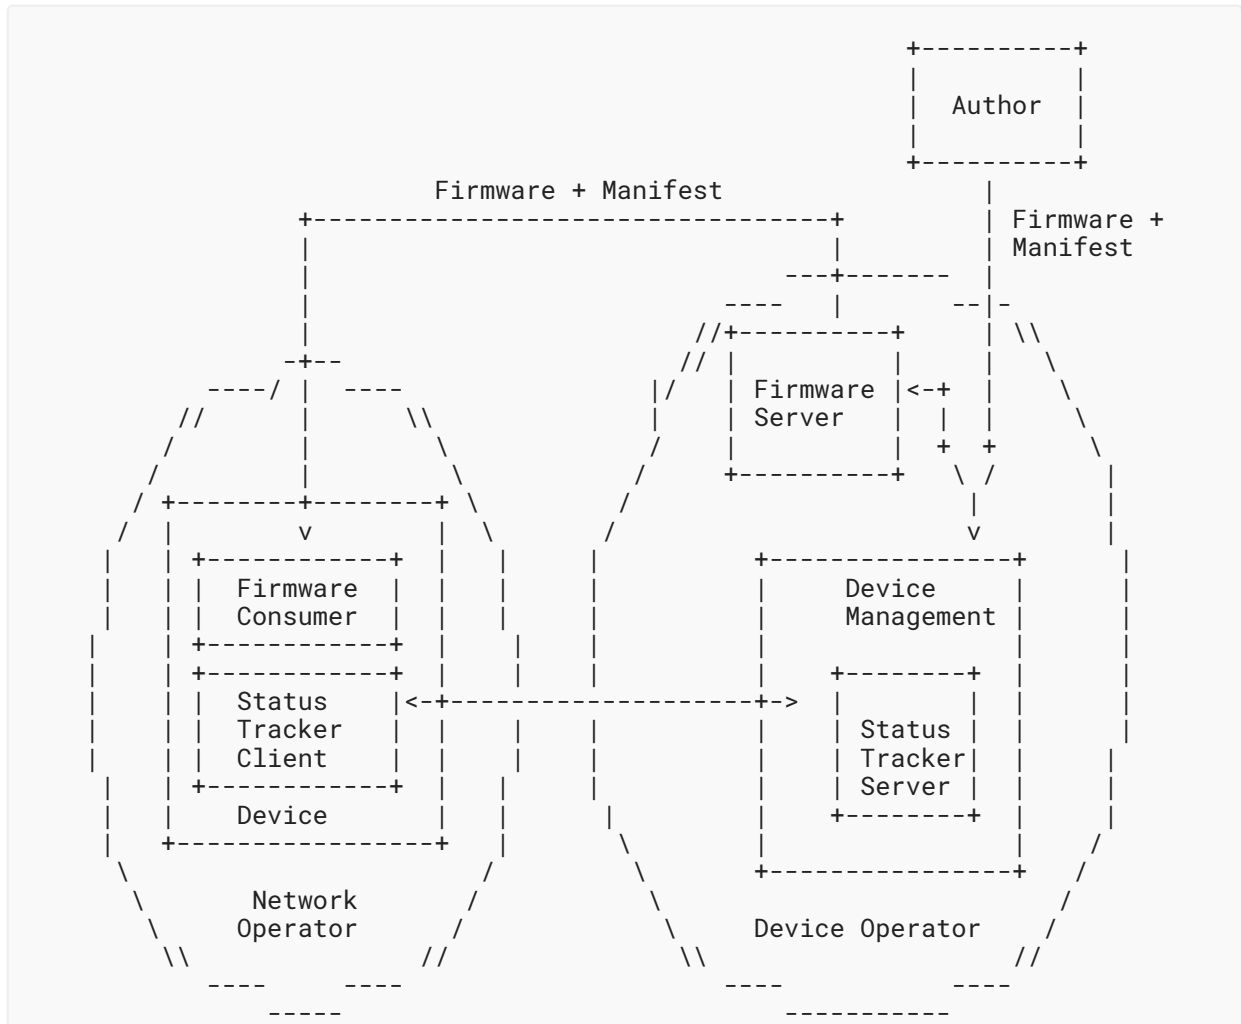 Author
Firmware + Manifest
Firmware +
Manifest
Firmware
Server
Firmware
Consumer
Device
Management
Status
Tracker
Client
Status
Tracker
Server
Device
Network
Operator
Device Operator